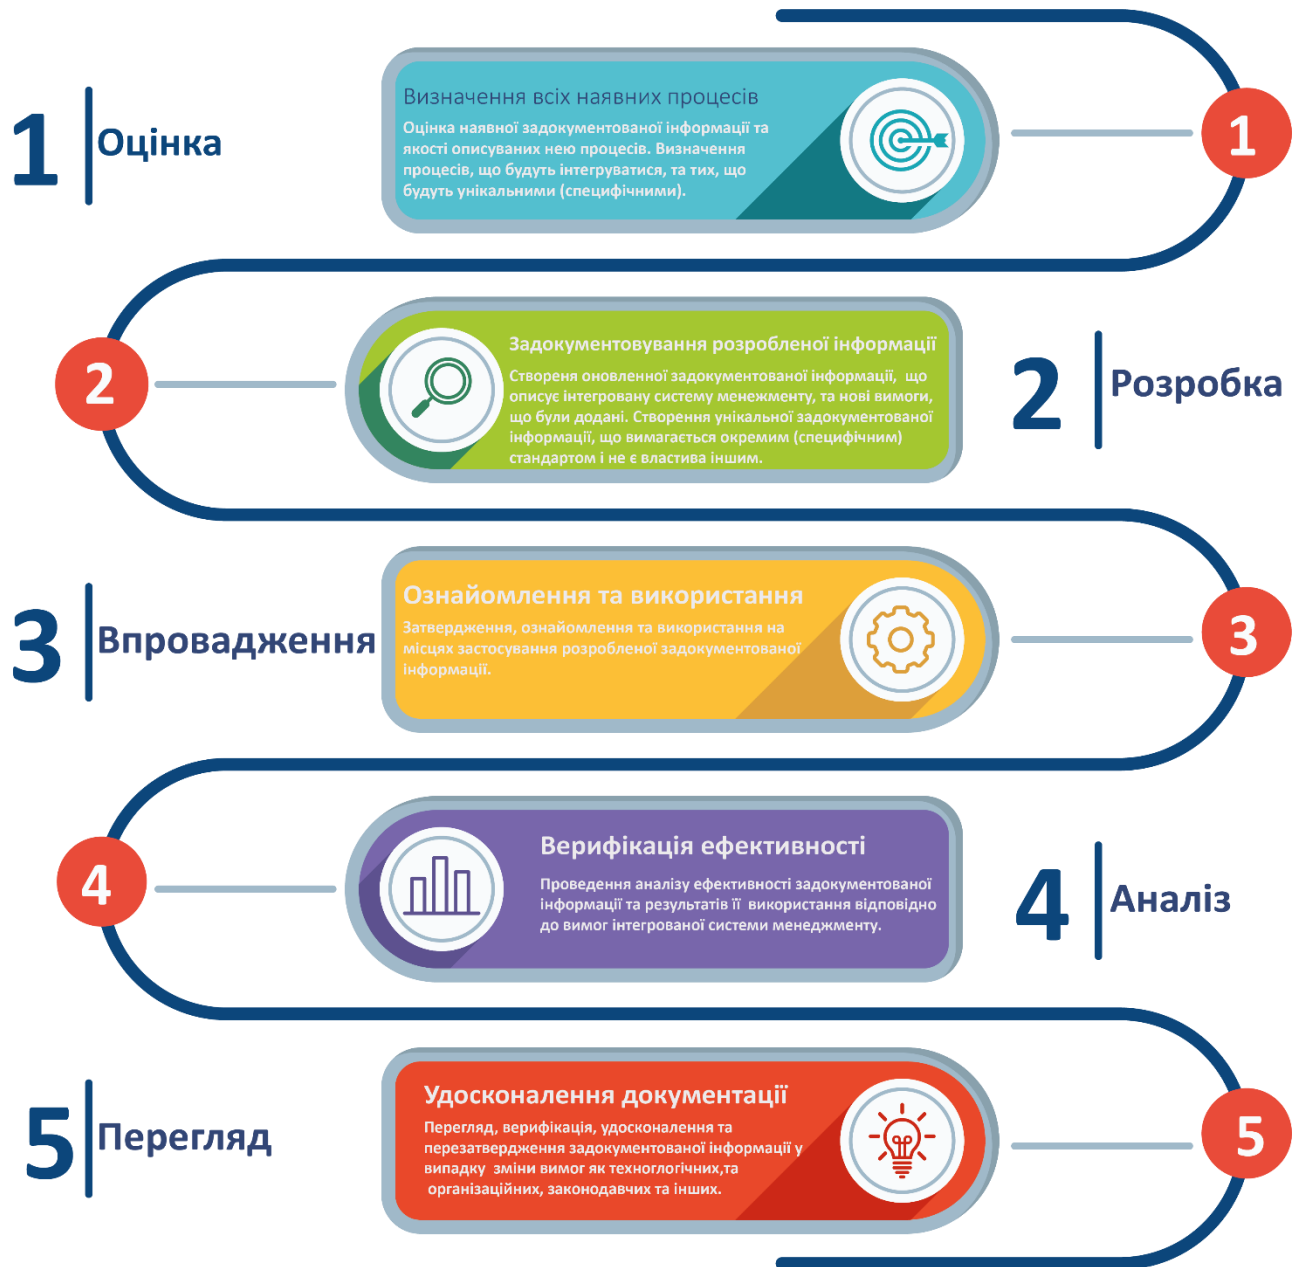 1
Оцінка
Визначення всіх наявних процесів
Оцінка наявної задокументованої інформації та
якості описуваних нею процесів. Визначення
процесів, що будуть інтегруватися, та тих, що
будуть унікальними (специфічними).
1
2
Задокументовування розробленої інформації
Створеня оновленної задокументованої інформації, що
описує інтегровану систему менежменту, та нові вимоги,
що були додані. Створення унікальної задокументованої
інформації, що вимагається окремим (специфічним)
стандартом і не є властива іншим.
2
Розробка
3
Впровадження
Ознайомлення та використання
Затвердження, ознайомлення та використання на
місцях застосування розробленої задокументованої
інформації.
3
4
Верифікація ефективності
Проведення аналізу ефективності задокументованої
інформації та результатів її використання відповідно
до вимог інтегрованої системи менеджменту.
4
Аналіз
5
Перегляд
Удосконалення документації
Перегляд, верифікація, удосконалення та
перезатвердження задокументованої інформації у
випадку зміни вимог як техноглогічних,та
організаційних, законодавчих та інших.
5